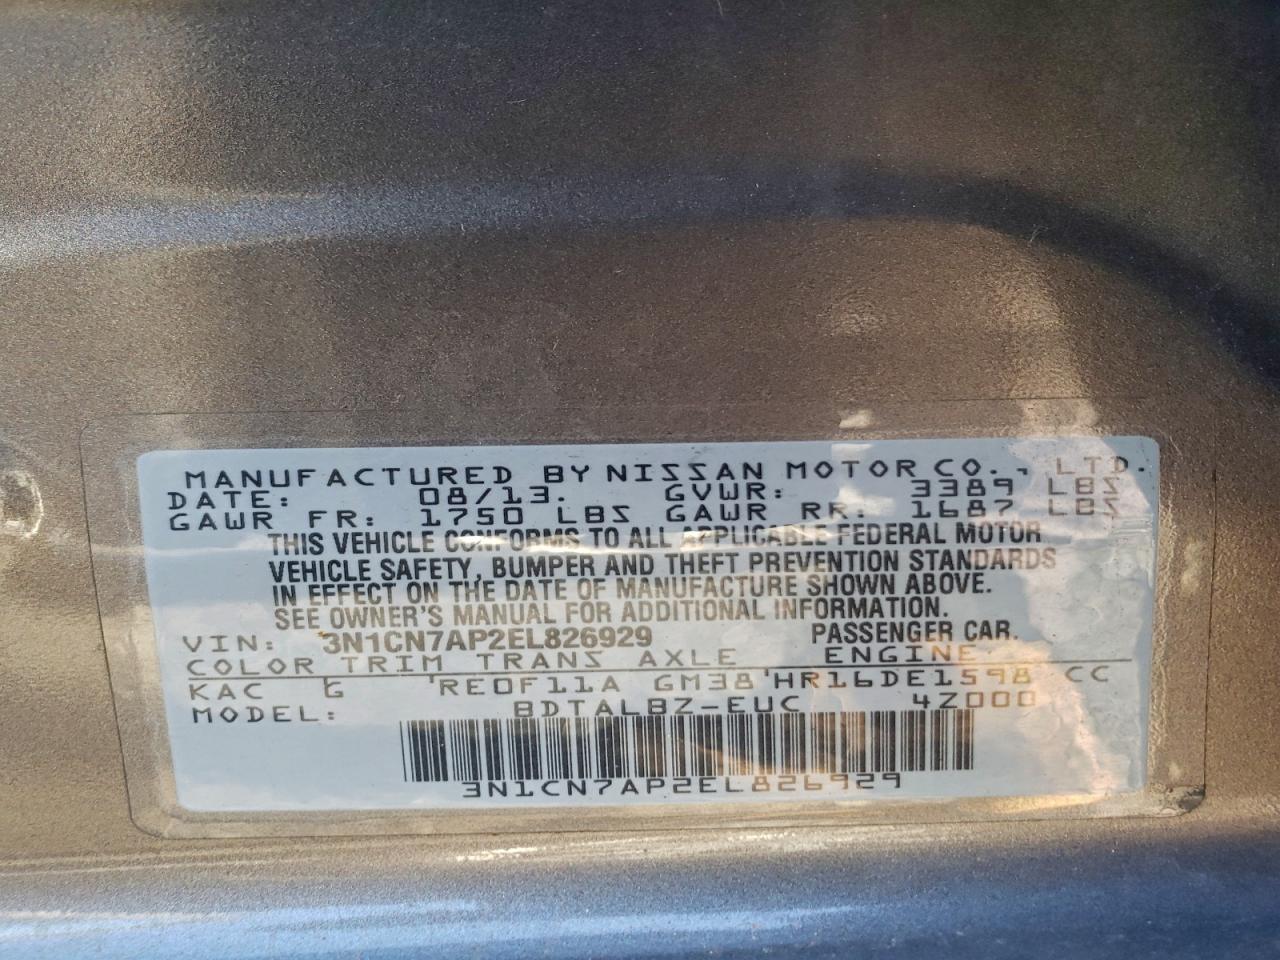 MANUFACTURED BY NISSAN MOTOR CO., LTD.
DATE: 08/13. GVWR: 3389 LBS
GAWR FR: 1750 LBS GAWR RR: 1687 LBS
THIS VEHICLE CONFORMS TO ALL APPLICABLE FEDERAL MOTOR
VEHICLE SAFETY, BUMPER AND THEFT PREVENTION STANDARDS
IN EFFECT ON THE DATE OF MANUFACTURE SHOWN ABOVE.
SEE OWNER'S MANUAL FOR ADDITIONAL INFORMATION.
VIN: 3N1CN7AP2EL826929 PASSENGER CAR.
COLOR TRIM TRANS AXLE ENGINE
KAC G 'RE0F11A GM38'HR16DE1598 CC
MODEL: BDTALBZ-EUC 4Z000
3N1CN7AP2EL826929